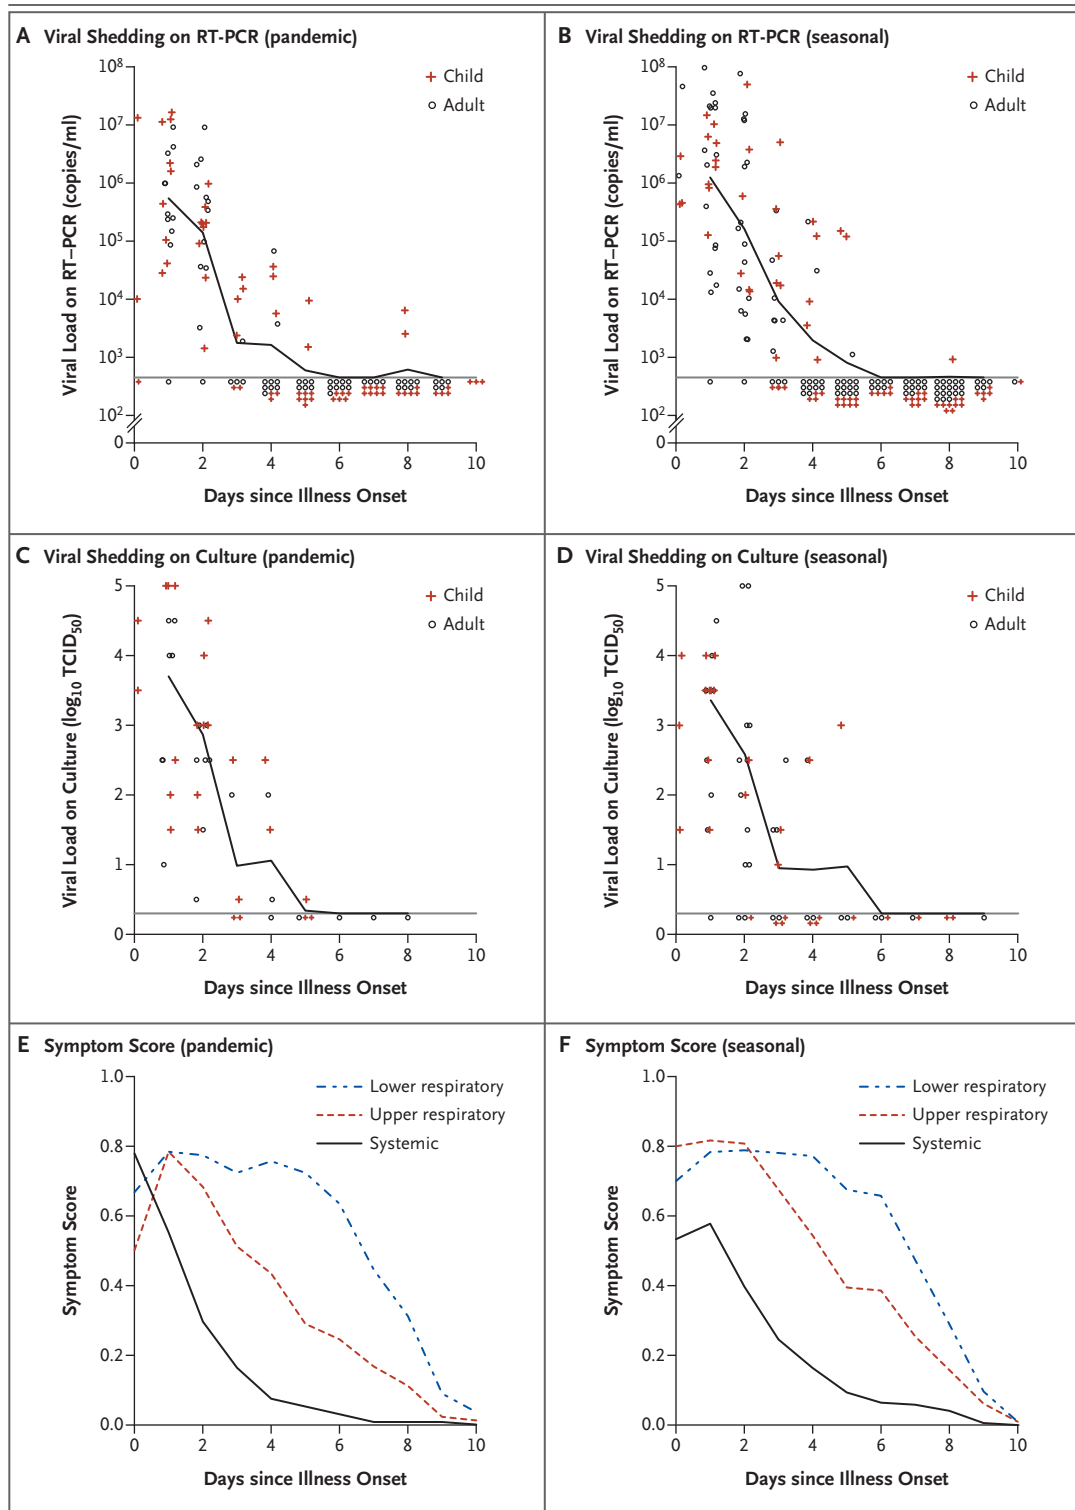 A Viral Shedding on RT-PCR (pandemic)
Viral Load on RT–PCR (copies/ml)
10⁸
10⁷
10⁶
10⁵
10⁴
10³
10²
0
0 2 4 6 8 10
Days since Illness Onset
Child
Adult
B Viral Shedding on RT-PCR (seasonal)
Viral Load on RT–PCR (copies/ml)
10⁸
10⁷
10⁶
10⁵
10⁴
10³
10²
0
0 2 4 6 8 10
Days since Illness Onset
Child
Adult
C Viral Shedding on Culture (pandemic)
Viral Load on Culture (log₁₀ TCID₅₀)
5
4
3
2
1
0
0 2 4 6 8 10
Days since Illness Onset
Child
Adult
D Viral Shedding on Culture (seasonal)
Viral Load on Culture (log₁₀ TCID₅₀)
5
4
3
2
1
0
0 2 4 6 8 10
Days since Illness Onset
Child
Adult
E Symptom Score (pandemic)
Symptom Score
1.0
0.8
0.6
0.4
0.2
0.0
0 2 4 6 8 10
Days since Illness Onset
Lower respiratory
Upper respiratory
Systemic
F Symptom Score (seasonal)
Symptom Score
1.0
0.8
0.6
0.4
0.2
0.0
0 2 4 6 8 10
Days since Illness Onset
Lower respiratory
Upper respiratory
Systemic